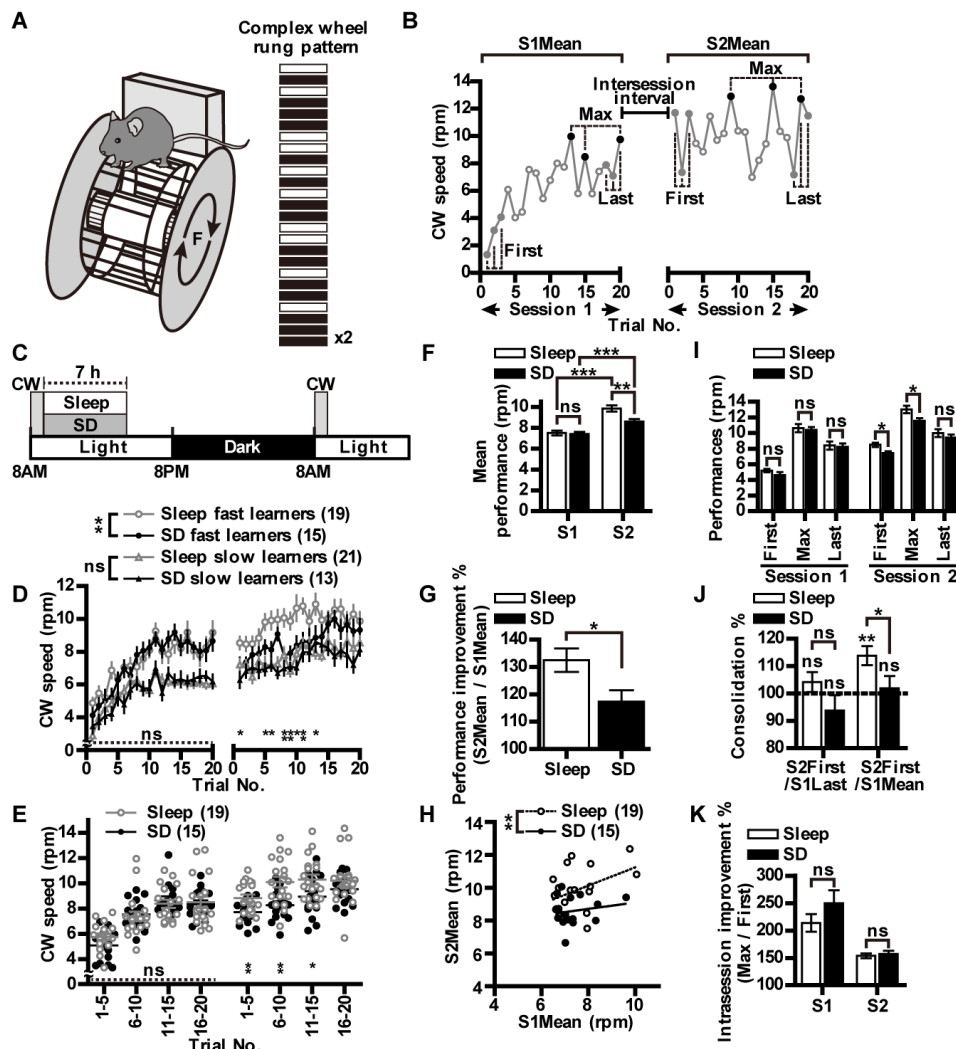 A
Complex wheel
rung pattern
F
x2
B
S1Mean
S2Mean
Max
Intersession
interval
Max
First
Last
First
Last
CW speed (rpm)
14
12
10
8
6
4
2
0
0 5 10 15 20 0 5 10 15 20
Session 1 Session 2
Trial No.
C
7 h
CW
Sleep
SD
CW
Light Dark Light
8AM 8PM 8AM
D
** Sleep fast learners (19)
SD fast learners (15)
ns Sleep slow learners (21)
SD slow learners (13)
CW speed (rpm)
12
10
8
6
4
0
ns
* ** ** ** ** ** *
0 5 10 15 20 0 5 10 15 20
Trial No.
E
Sleep (19)
SD (15)
CW speed (rpm)
14
12
10
8
6
4
0
ns
** ** *
1-5 6-10 11-15 16-20 1-5 6-10 11-15 16-20
Trial No.
F
Sleep
SD
Mean
performance (rpm)
10
8
6
4
2
0
ns *** *** **
S1 S2
G
Performance improvement %
(S2Mean / S1Mean)
130
120
110
100
*
Sleep SD
H
** Sleep (19)
SD (15)
S2Mean (rpm)
14
12
10
8
6
4
4 6 8 10
S1Mean (rpm)
I
Sleep
SD
Performances (rpm)
12
10
8
6
4
2
0
ns ns ns * * ns
First Max Last First Max Last
Session 1 Session 2
J
Sleep
SD
Consolidation %
120
110
100
90
80
ns ns ns ** * ns
S2First S2First
/S1Last /S1Mean
K
Sleep
SD
Intrasession improvement %
(Max / First)
300
250
200
150
100
ns ns
S1 S2